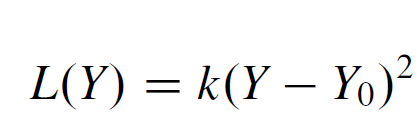 L(Y) = k(Y − Y₀)²